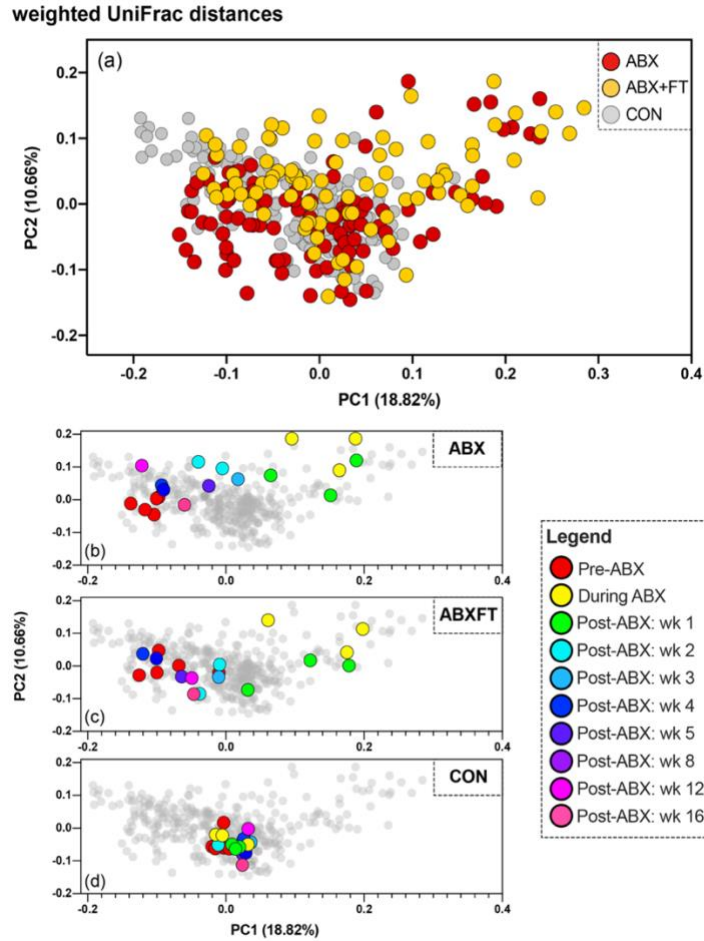 weighted UniFrac distances
(a)
ABX
ABX+FT
CON
0.2
0.1
0.0
-0.1
-0.2
PC2 (10.66%)
-0.2
-0.1
0.0
0.1
0.2
0.3
0.4
PC1 (18.82%)
0.2
0.1
0.0
-0.1
-0.2
ABX
(b)
-0.2
0.0
0.2
0.4
0.2
0.1
0.0
-0.1
-0.2
ABXFT
(c)
-0.2
0.0
0.2
0.4
PC2 (10.66%)
0.2
0.1
0.0
-0.1
-0.2
CON
(d)
-0.2
0.0
0.2
0.4
PC1 (18.82%)
Legend
Pre-ABX
During ABX
Post-ABX: wk 1
Post-ABX: wk 2
Post-ABX: wk 3
Post-ABX: wk 4
Post-ABX: wk 5
Post-ABX: wk 8
Post-ABX: wk 12
Post-ABX: wk 16